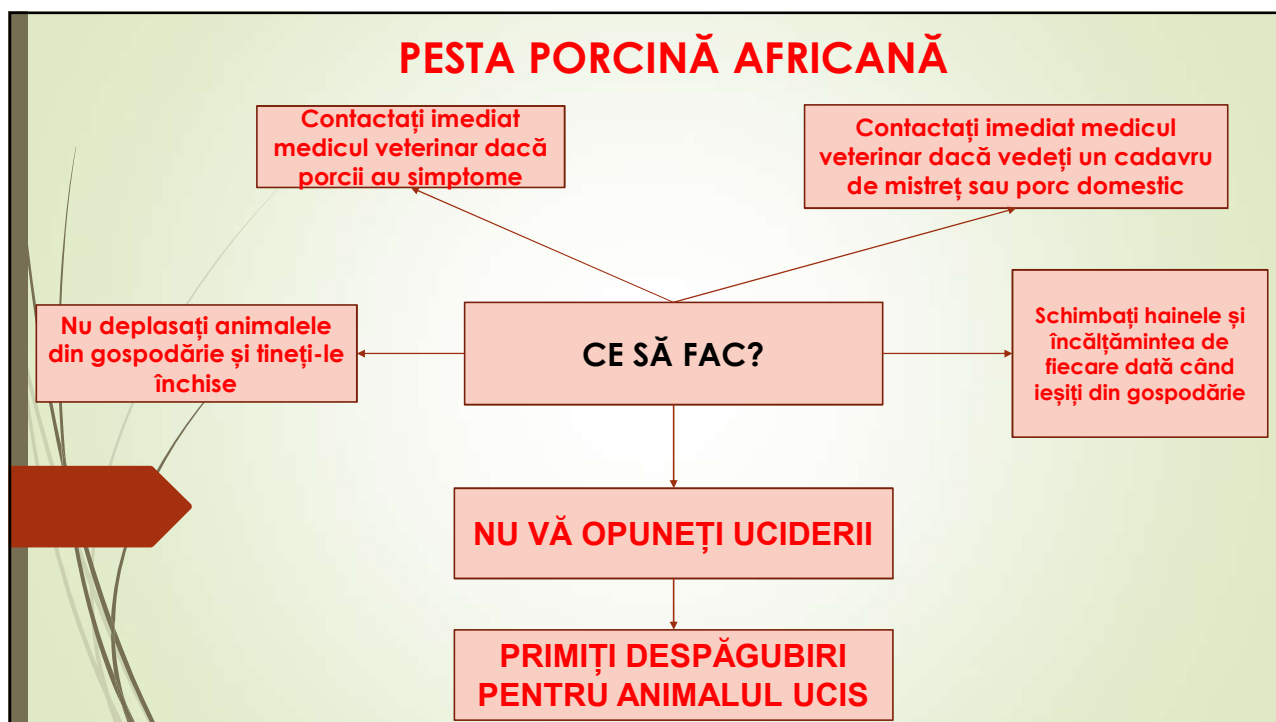 PESTA PORCINĂ AFRICANĂ
Contactați imediat
medicul veterinar dacă
porcii au simptome
Contactați imediat medicul
veterinar dacă vedeți un cadavru
de mistreț sau porc domestic
Nu deplasați animalele
din gospodărie și tineți-le
închise
CE SĂ FAC?
Schimbați hainele și
încălțămintea de
fiecare dată când
ieșiți din gospodărie
NU VĂ OPUNEȚI UCIDERII
PRIMIȚI DESPĂGUBIRI
PENTRU ANIMALUL UCIS